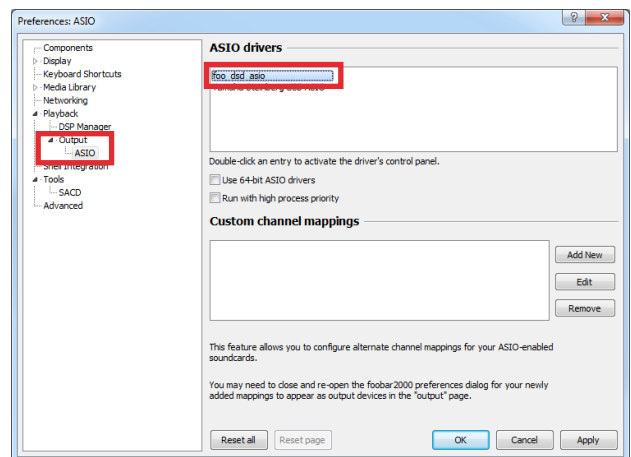 Preferences: ASIO
Components
Display
Keyboard Shortcuts
Media Library
Networking
Playback
DSP Manager
Output
ASIO
Shell Integration
Tools
SACD
Advanced
ASIO drivers
foo_dsd_asio
Yamaha Steinberg USB ASIO
Double-click an entry to activate the driver's control panel.
Use 64-bit ASIO drivers
Run with high process priority
Custom channel mappings
Add New
Edit
Remove
This feature allows you to configure alternate channel mappings for your ASIO-enabled
soundcards.
You may need to close and re-open the foobar2000 preferences dialog for your newly
added mappings to appear as output devices in the "output" page.
Reset all
Reset page
OK
Cancel
Apply